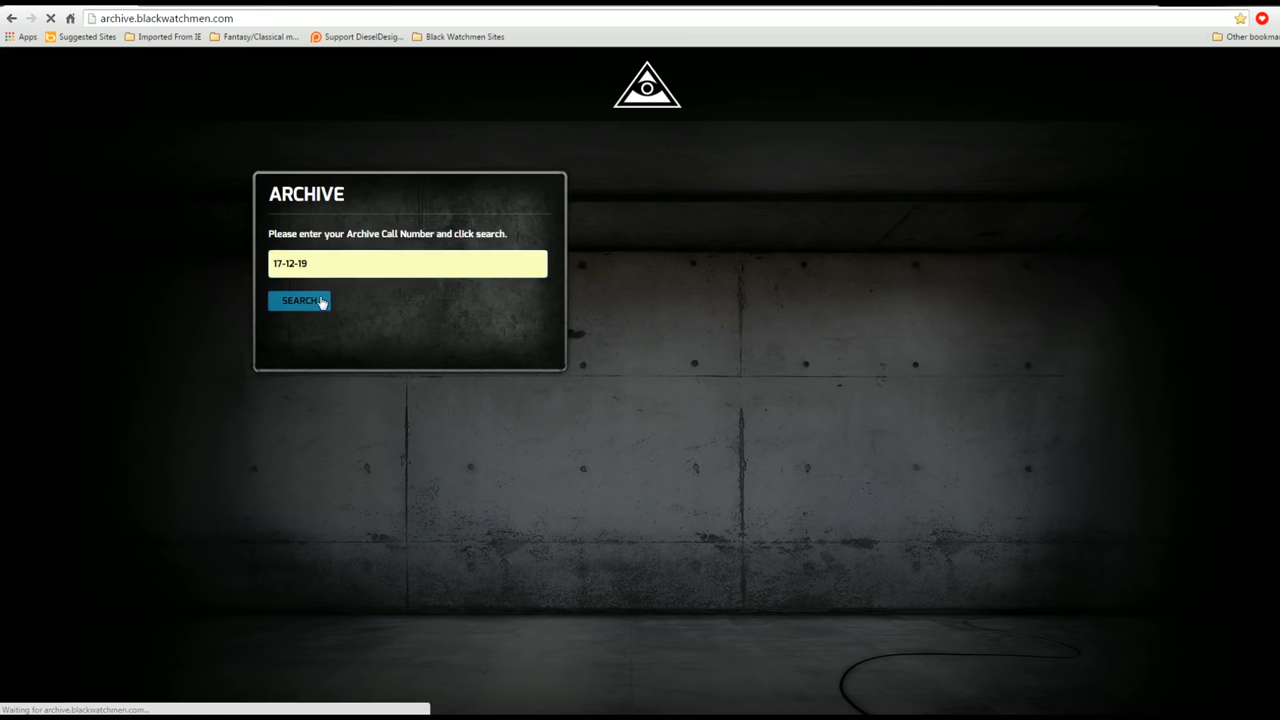 archive.blackwatchmen.com
Apps Suggested Sites Imported From IE Fantasy/Classical m... Support DieselDesig... Black Watchmen Sites Other bookma
ARCHIVE
Please enter your Archive Call Number and click search.
17-12-19
SEARCH
Waiting for archive.blackwatchmen.com...